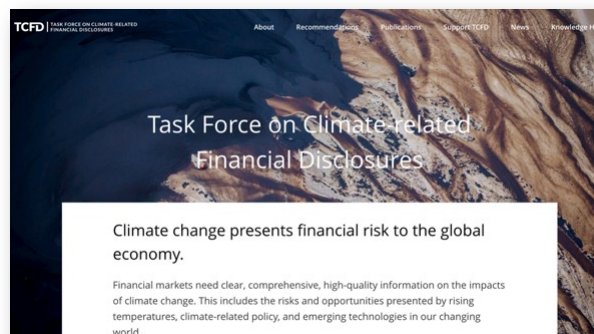 TCFD | TASK FORCE ON CLIMATE-RELATED
FINANCIAL DISCLOSURES
About Recommendations Publications Support TCFD News Knowledge H
Task Force on Climate-related
Financial Disclosures
Climate change presents financial risk to the global
economy.
Financial markets need clear, comprehensive, high-quality information on the impacts
of climate change. This includes the risks and opportunities presented by rising
temperatures, climate-related policy, and emerging technologies in our changing
world.